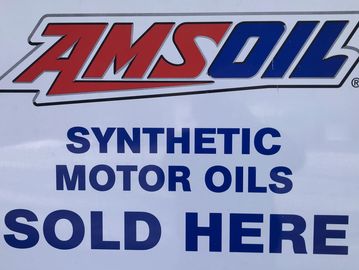 AMSOIL®
SYNTHETIC
MOTOR OILS
SOLD HERE